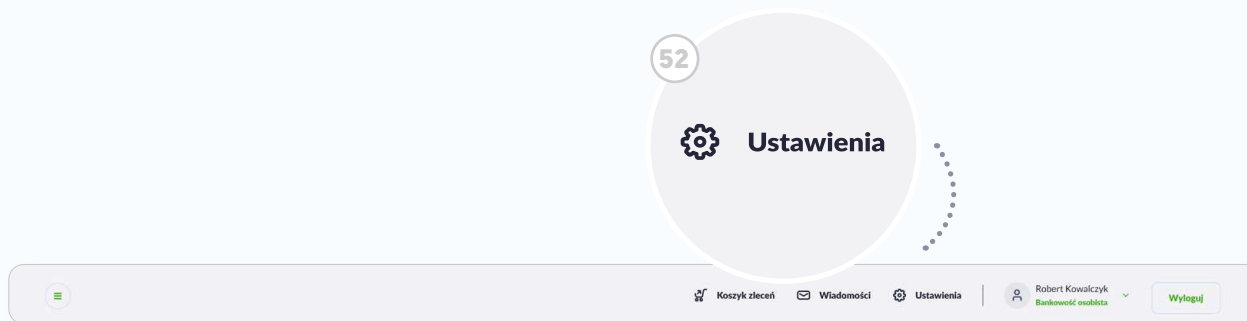 52
Ustawienia
Koszyk zleceń Wiadomości Ustawienia Robert Kowalczyk
Bankowość osobista
Wyloguj